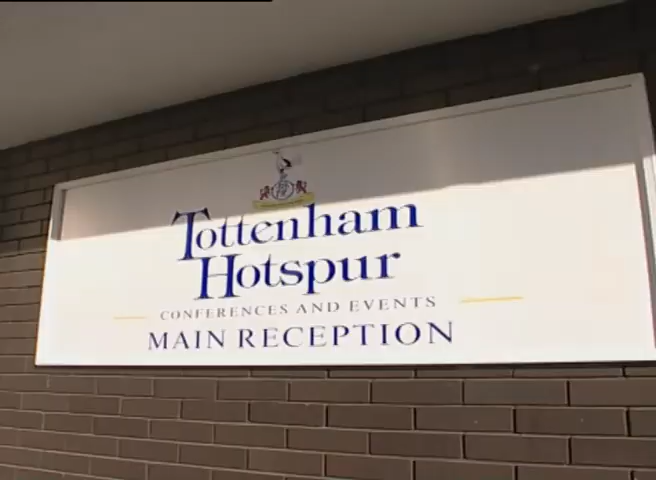 Tottenham
Hotspur
CONFERENCES AND EVENTS
MAIN RECEPTION